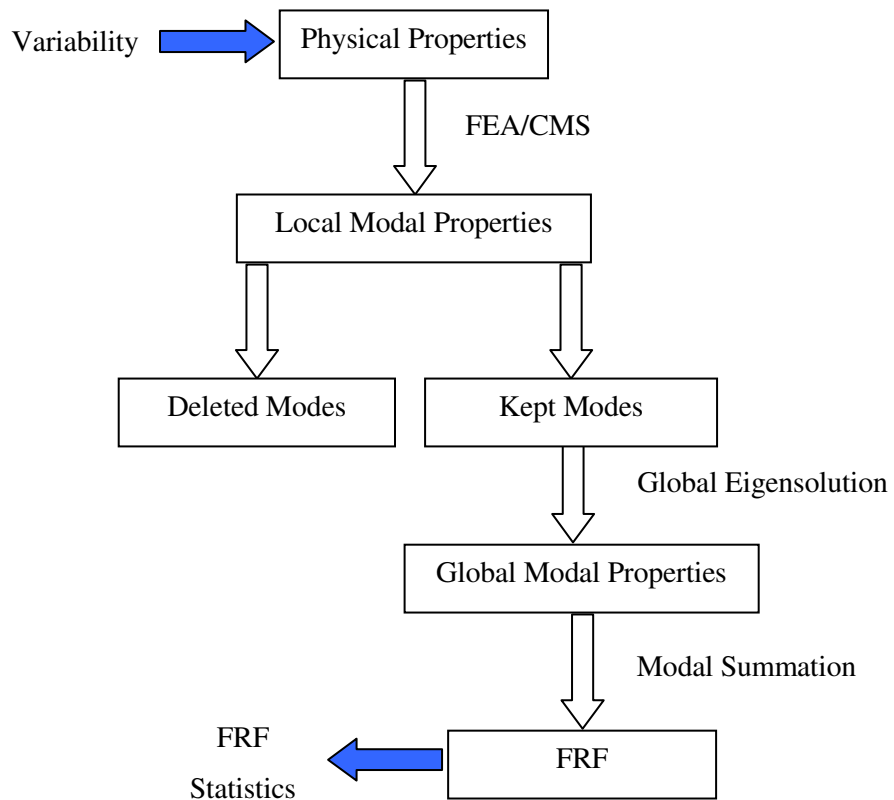 Variability
Physical Properties
FEA/CMS
Local Modal Properties
Deleted Modes
Kept Modes
Global Eigensolution
Global Modal Properties
Modal Summation
FRF
Statistics
FRF